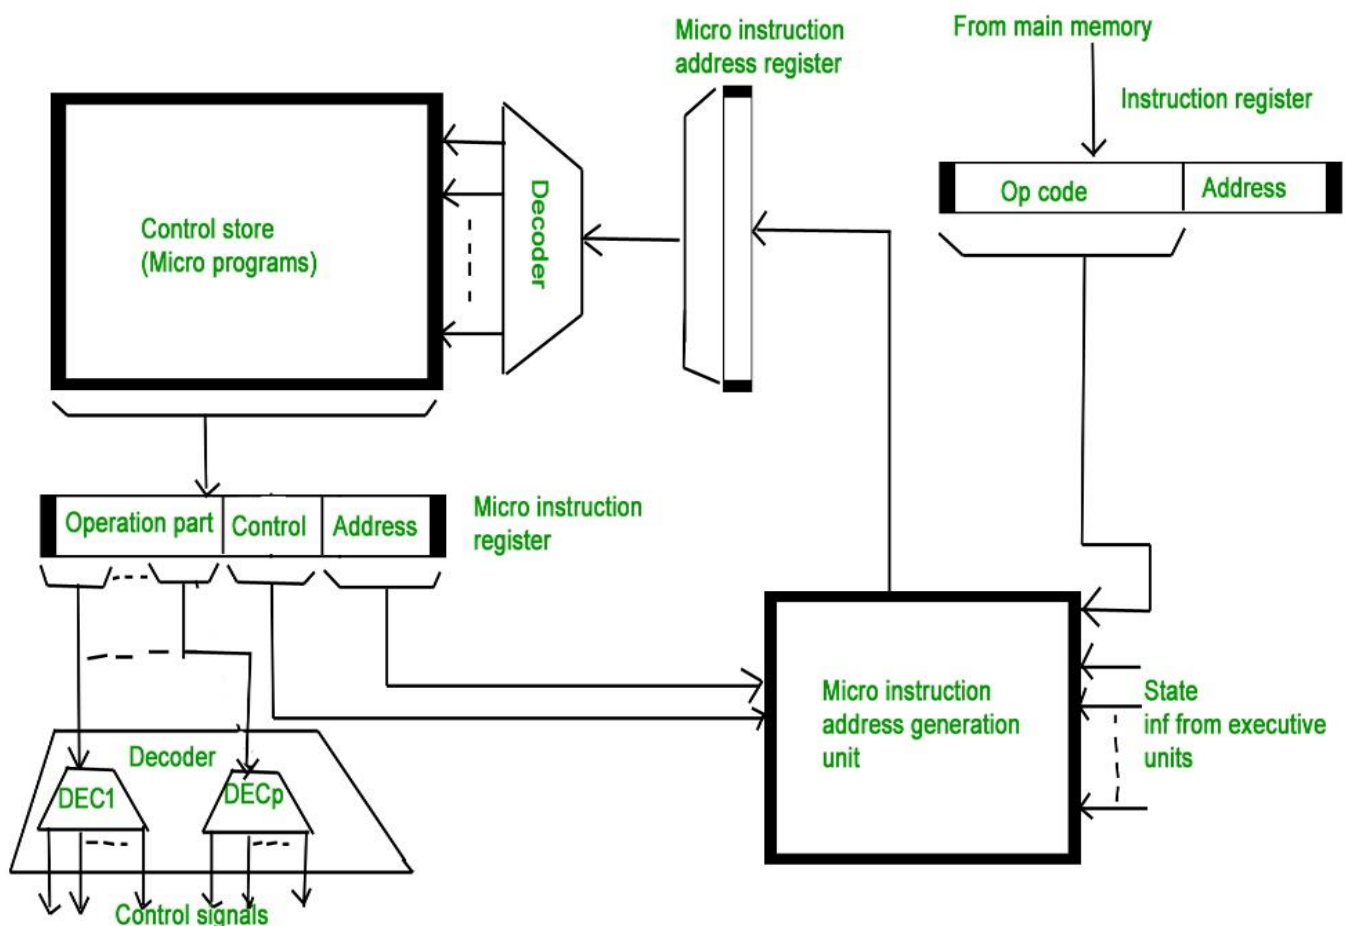 Micro instruction
address register
From main memory
Instruction register
Op code
Address
Control store
(Micro programs)
Decoder
Operation part
Control
Address
Micro instruction
register
Micro instruction
address generation
unit
State
inf from executive
units
Decoder
DEC1
DECp
Control signals